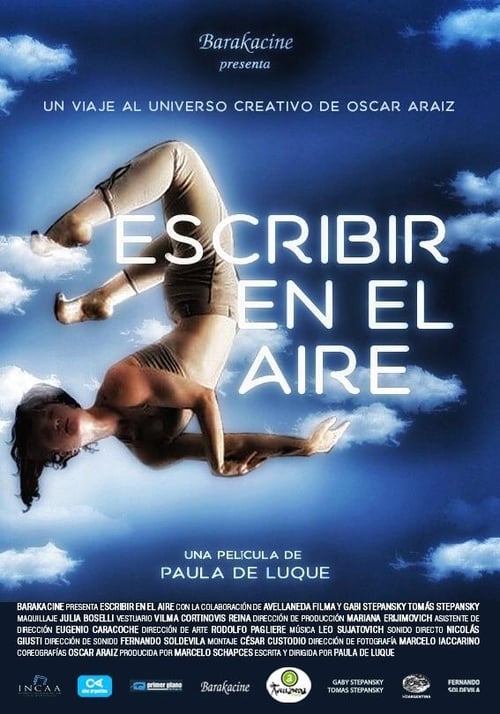 Barakacine
presenta
UN VIAJE AL UNIVERSO CREATIVO DE OSCAR ARAIZ
ESCRIBIR
EN EL
AIRE
UNA PELÍCULA DE
PAULA DE LUQUE
BARAKACINE PRESENTA ESCRIBIR EN EL AIRE CON LA COLABORACIÓN DE AVELLANEDA FILMA Y GABI STEPANSKY TOMÁS STEPANSKY
MAQUILLAJE JULIA BOSELLI VESTUARIO VILMA CORTINOVIS REINA DIRECCIÓN DE PRODUCCIÓN MARIANA ERIJIMOVICH ASISTENTE DE
DIRECCIÓN EUGENIO CARACOCHE DIRECCIÓN DE ARTE RODOLFO PAGLIERE MÚSICA LEO SUJATOVICH SONIDO DIRECTO NICOLÁS
GIUSTI DIRECCIÓN DE SONIDO FERNANDO SOLDEVILA MONTAJE CÉSAR CUSTODIO DIRECCIÓN DE FOTOGRAFÍA MARCELO IACCARINO
COREOGRAFÍAS OSCAR ARAIZ PRODUCIDA POR MARCELO SCHAPCES ESCRITA Y DIRIGIDA POR PAULA DE LUQUE
INCAA
cine argentino
primer plano
Barakacine
GABY STEPANSKY
TOMAS STEPANSKY
FERNANDO
SOLDEVILA